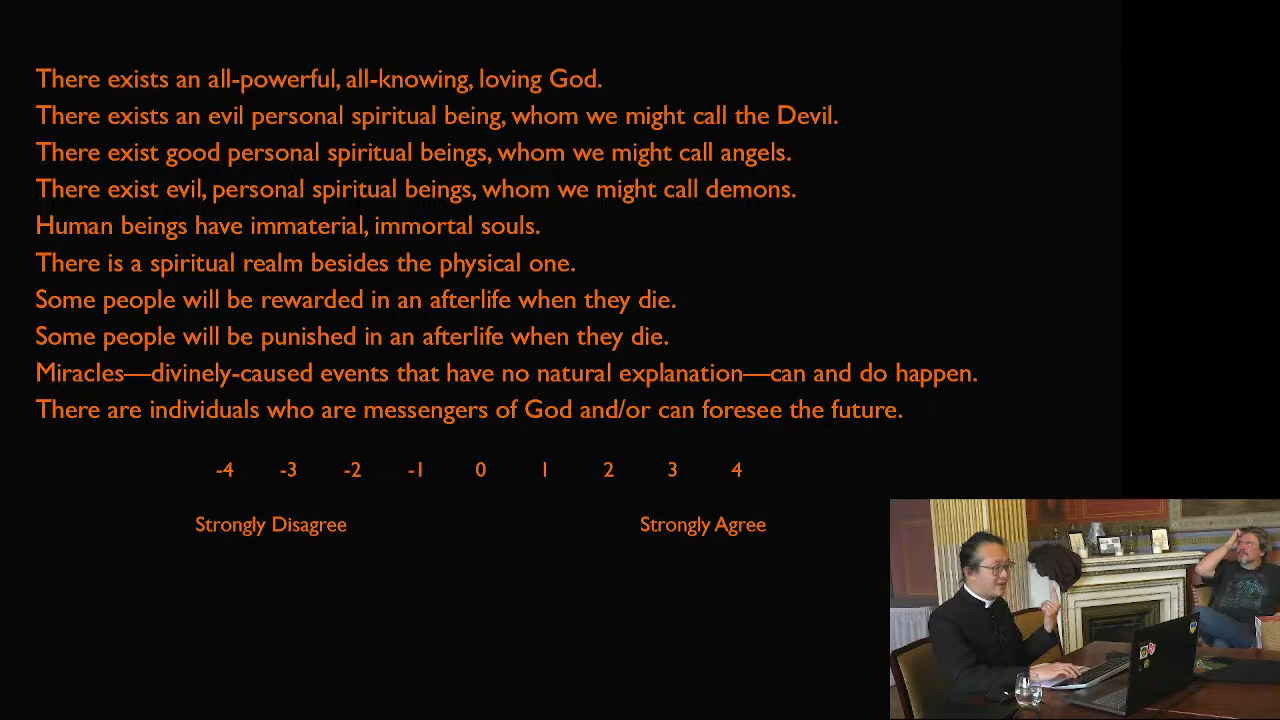 There exists an all-powerful, all-knowing, loving God.
There exists an evil personal spiritual being, whom we might call the Devil.
There exist good personal spiritual beings, whom we might call angels.
There exist evil, personal spiritual beings, whom we might call demons.
Human beings have immaterial, immortal souls.
There is a spiritual realm besides the physical one.
Some people will be rewarded in an afterlife when they die.
Some people will be punished in an afterlife when they die.
Miracles—divinely-caused events that have no natural explanation—can and do happen.
There are individuals who are messengers of God and/or can foresee the future.
-4 -3 -2 -1 0 1 2 3 4
Strongly Disagree Strongly Agree